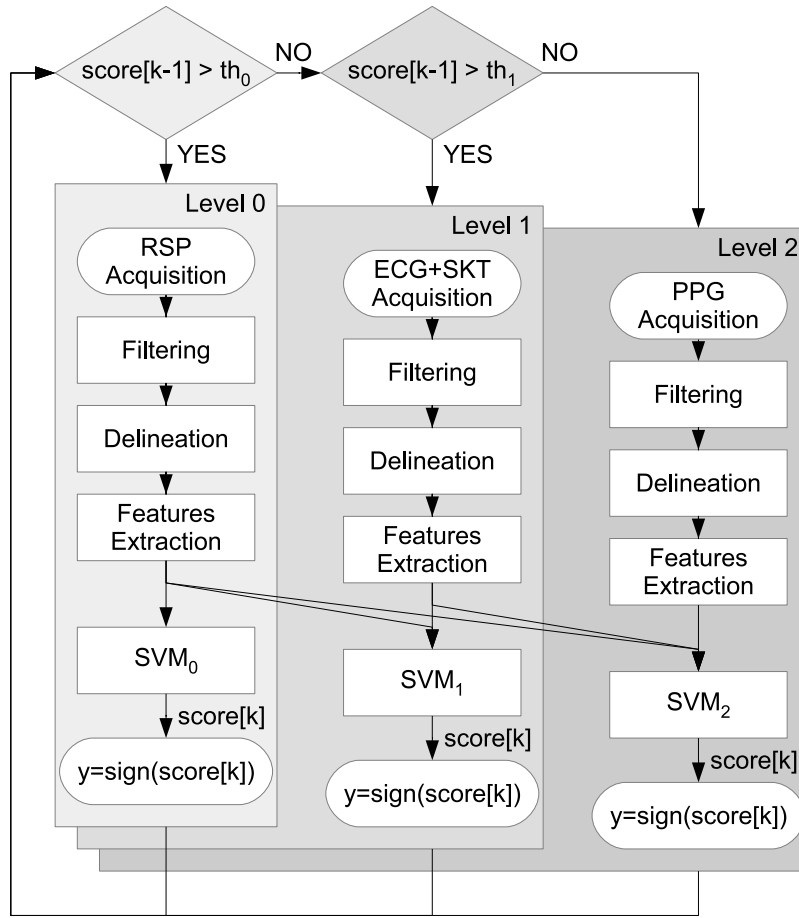 score[k-1] > th₀
NO
score[k-1] > th₁
NO
YES
YES
Level 0
RSP
Acquisition
Filtering
Delineation
Features
Extraction
SVM₀
score[k]
y=sign(score[k])
Level 1
ECG+SKT
Acquisition
Filtering
Delineation
Features
Extraction
SVM₁
score[k]
y=sign(score[k])
Level 2
PPG
Acquisition
Filtering
Delineation
Features
Extraction
SVM₂
score[k]
y=sign(score[k])